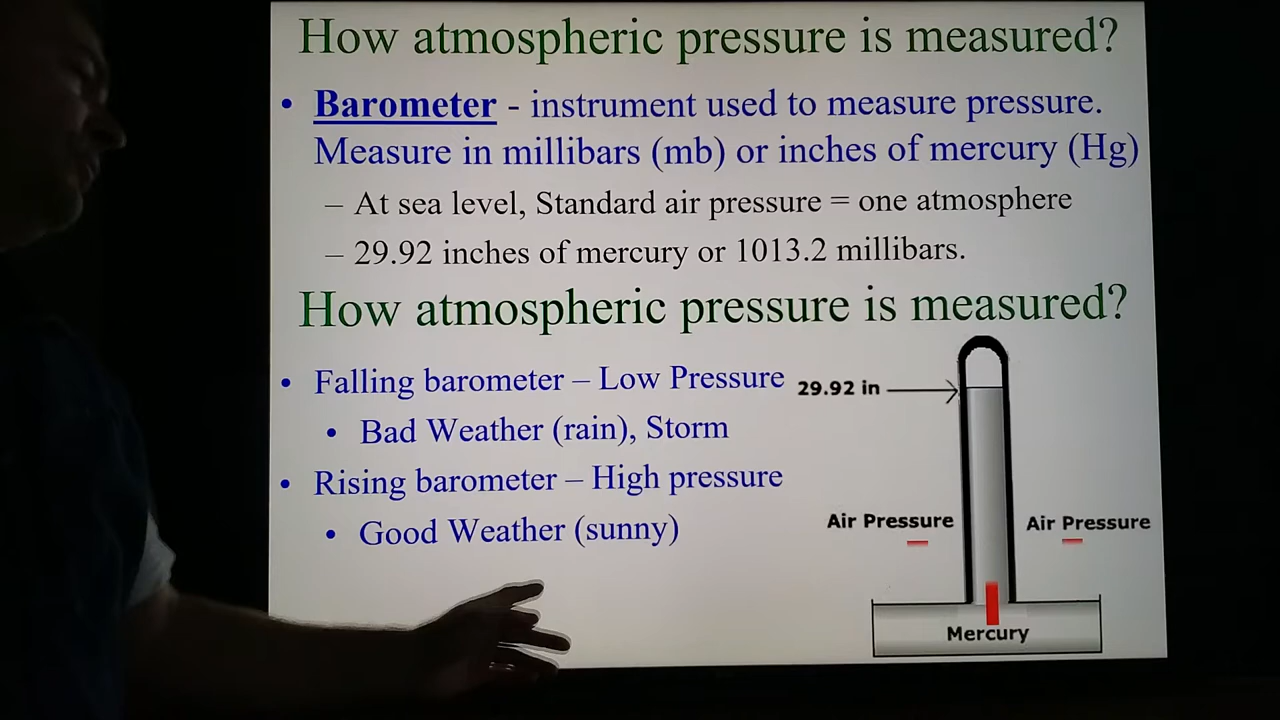 How atmospheric pressure is measured?
• Barometer - instrument used to measure pressure.
Measure in millibars (mb) or inches of mercury (Hg)
– At sea level, Standard air pressure = one atmosphere
– 29.92 inches of mercury or 1013.2 millibars.
How atmospheric pressure is measured?
• Falling barometer – Low Pressure
• Bad Weather (rain), Storm
• Rising barometer – High pressure
• Good Weather (sunny)
29.92 in
Air Pressure
Air Pressure
Mercury